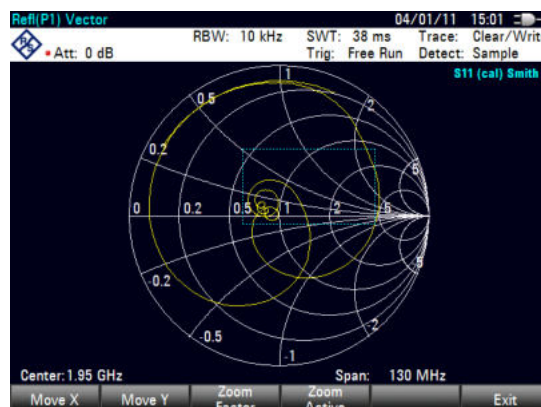 Refl(P1) Vector 04/01/11 15:01
RBW: 10 kHz SWT: 38 ms Trace: Clear/Writ
• Att: 0 dB Trig: Free Run Detect: Sample
S11 (cal) Smith
1
0.5 2
0.2 5
0 0.2 0.5 1 2 5
-0.2 -5
-0.5 -2
-1
Center:1.95 GHz Span: 130 MHz
Move X Move Y Zoom Zoom Exit